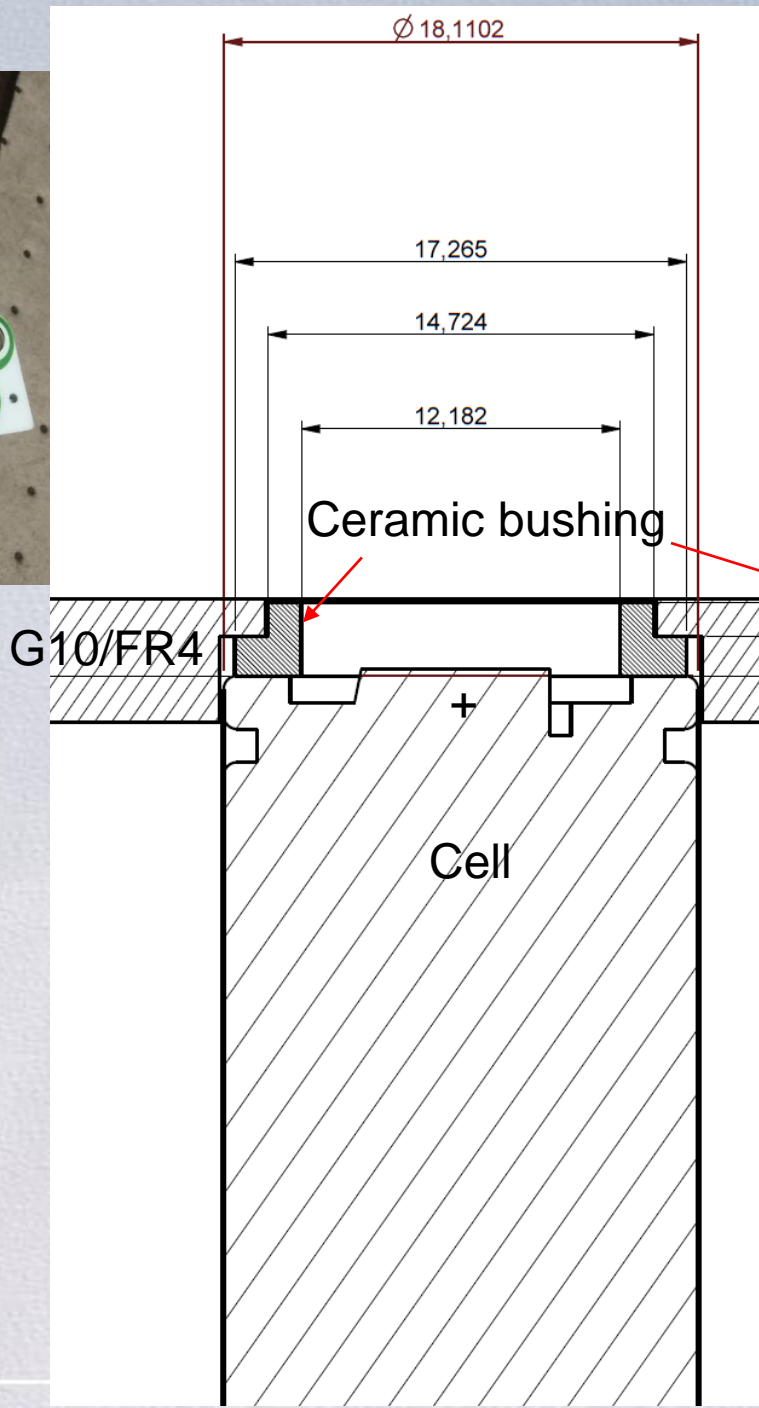 Ø 18,1102
17,265
14,724
12,182
Ceramic bushing
G10/FR4
+
Cell